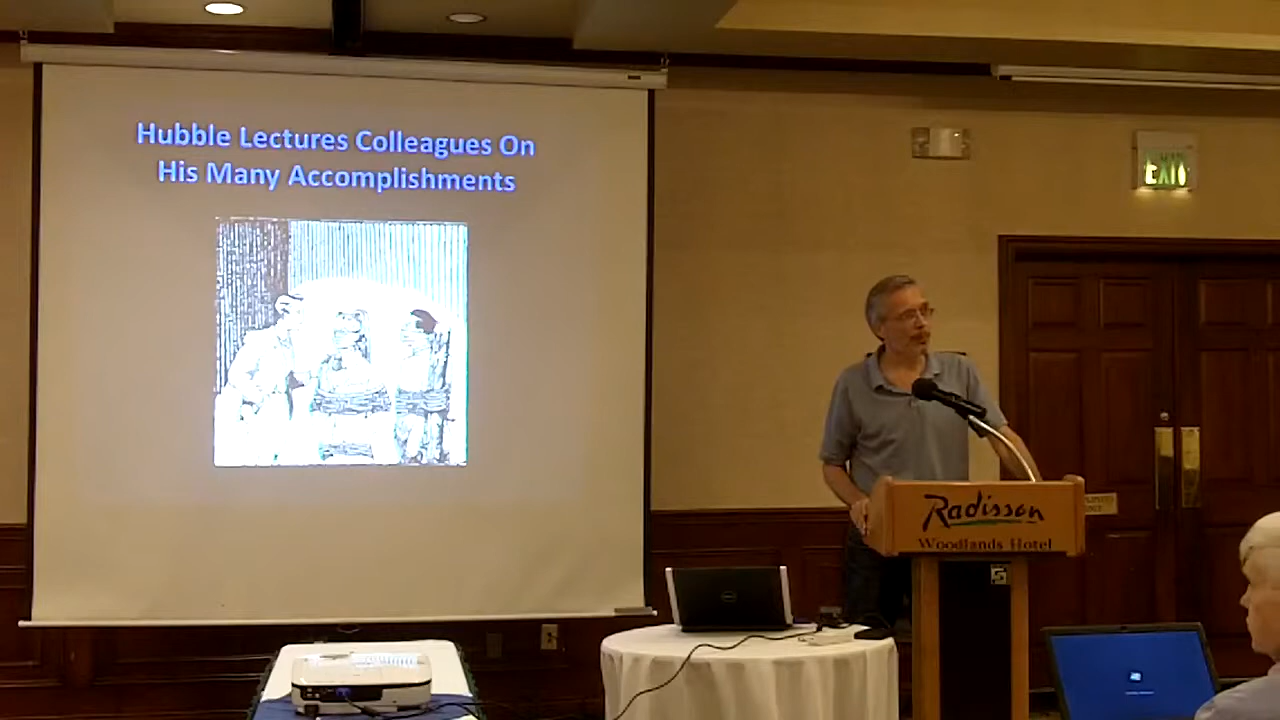 Hubble Lectures Colleagues On
His Many Accomplishments
EXIT
Radisson
Woodlands Hotel